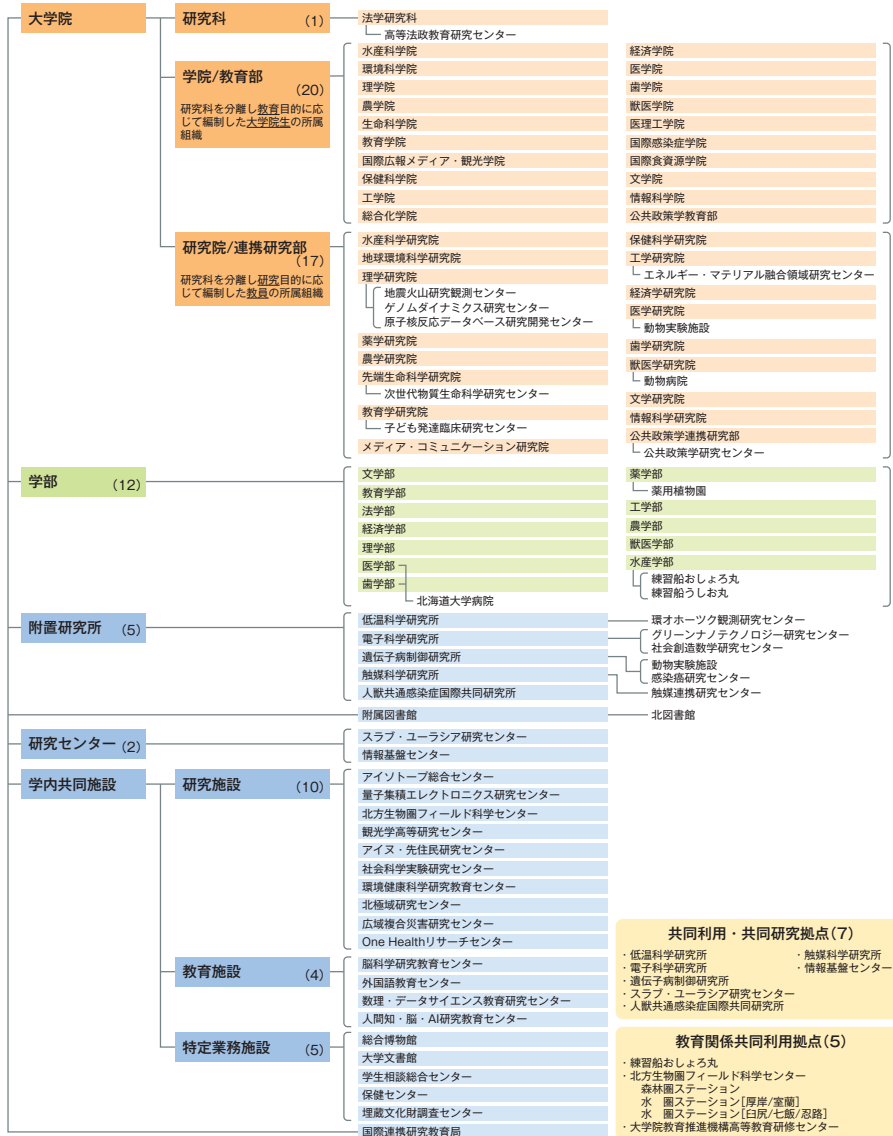 大学院
研究科 (1)
法学研究科
高等法政教育研究センター
学院/教育部
(20)
研究科を分離し教育目的に応
じて編制した大学院生の所属
組織
水産科学院
環境科学院
理学院
農学院
生命科学院
教育学院
国際広報メディア・観光学院
保健科学院
工学院
総合化学院
経済学院
医学院
歯学院
獣医学院
医理工学院
国際感染症学院
国際食資源学院
文学院
情報科学院
公共政策学教育部
研究院/連携研究部
(17)
研究科を分離し研究目的に応
じて編制した教員の所属組織
水産科学研究院
地球環境科学研究院
理学研究院
地震火山研究観測センター
ゲノムダイナミクス研究センター
原子核反応データベース研究開発センター
薬学研究院
農学研究院
先端生命科学研究院
次世代物質生命科学研究センター
教育学研究院
子ども発達臨床研究センター
メディア・コミュニケーション研究院
保健科学研究院
工学研究院
エネルギー・マテリアル融合領域研究センター
経済学研究院
医学研究院
動物実験施設
歯学研究院
獣医学研究院
動物病院
文学研究院
情報科学研究院
公共政策学連携研究部
公共政策学研究センター
学部 (12)
文学部
教育学部
法学部
経済学部
理学部
医学部
歯学部
北海道大学病院
薬学部
薬用植物園
工学部
農学部
獣医学部
水産学部
練習船おしょろ丸
練習船うしお丸
附置研究所 (5)
低温科学研究所
電子科学研究所
遺伝子病制御研究所
触媒科学研究所
人獣共通感染症国際共同研究所
環オホーツク観測研究センター
グリーンナノテクノロジー研究センター
社会創造数学研究センター
動物実験施設
感染癌研究センター
触媒連携研究センター
附属図書館
北図書館
研究センター (2)
スラブ・ユーラシア研究センター
情報基盤センター
学内共同施設
研究施設 (10)
アイソトープ総合センター
量子集積エレクトロニクス研究センター
北方生物圏フィールド科学センター
観光学高等研究センター
アイヌ・先住民研究センター
社会科学実験研究センター
環境健康科学研究教育センター
北極域研究センター
広域複合災害研究センター
One Healthリサーチセンター
教育施設 (4)
脳科学研究教育センター
外国語教育センター
数理・データサイエンス教育研究センター
人間知・脳・AI研究教育センター
特定業務施設 (5)
総合博物館
大学文書館
学生相談総合センター
保健センター
埋蔵文化財調査センター
国際連携研究教育局
共同利用・共同研究拠点(7)
・低温科学研究所
・電子科学研究所
・遺伝子病制御研究所
・スラブ・ユーラシア研究センター
・人獣共通感染症国際共同研究所
・触媒科学研究所
・情報基盤センター
教育関係共同利用拠点(5)
・練習船おしょろ丸
・北方生物圏フィールド科学センター
森林圏ステーション
水 圏ステーション[厚岸/室蘭]
水 圏ステーション[臼尻/七飯/忍路]
・大学院教育推進機構高等教育研修センター